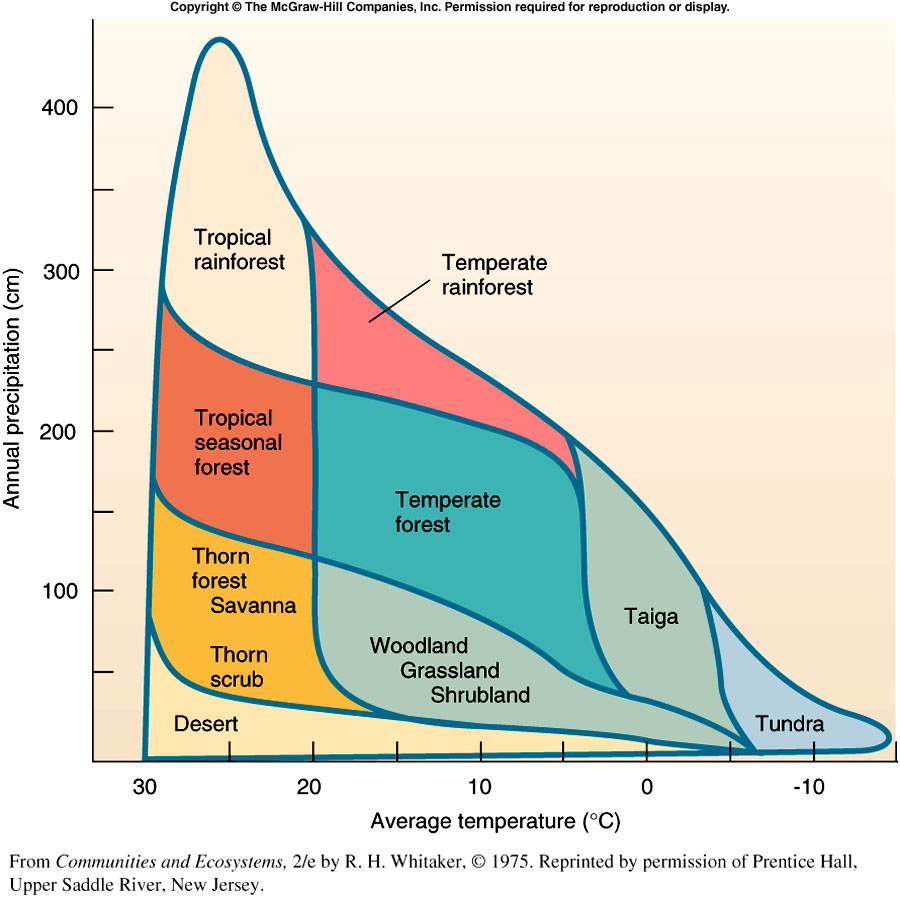 Copyright © The McGraw-Hill Companies, Inc. Permission required for reproduction or display.
400
300
200
100
Annual precipitation (cm)
Tropical
rainforest
Temperate
rainforest
Tropical
seasonal
forest
Temperate
forest
Thorn
forest
Savanna
Thorn
scrub
Woodland
Grassland
Shrubland
Taiga
Desert
Tundra
30
20
10
0
-10
Average temperature (°C)
From Communities and Ecosystems, 2/e by R. H. Whitaker, © 1975. Reprinted by permission of Prentice Hall,
Upper Saddle River, New Jersey.